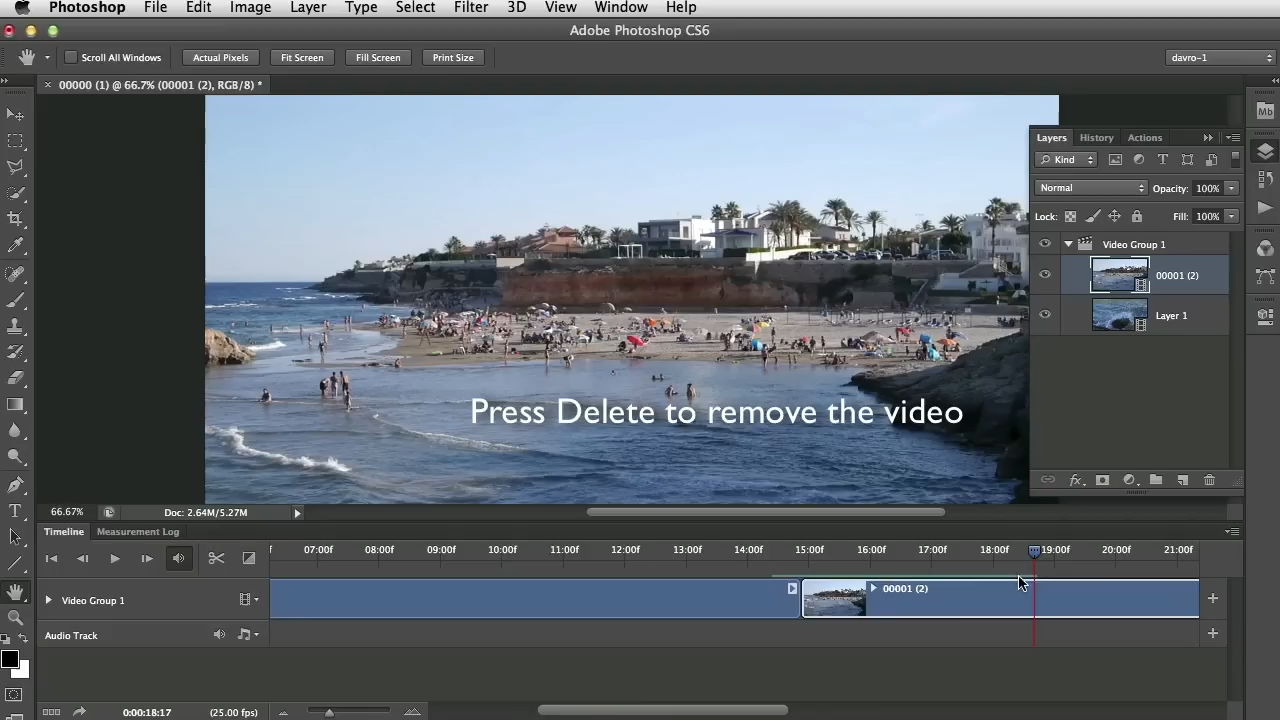 Photoshop File Edit Image Layer Type Select Filter 3D View Window Help
Adobe Photoshop CS6
Scroll All Windows Actual Pixels Fit Screen Fill Screen Print Size davro-1
00000 (1) @ 66.7% (00001 (2), RGB/8) *
Mb
Layers History Actions
Kind
Normal Opacity: 100%
Lock: Fill: 100%
Video Group 1
00001 (2)
Layer 1
Press Delete to remove the video
66.67% Doc: 2.64M/5.27M
Timeline Measurement Log
f 07:00f 08:00f 09:00f 10:00f 11:00f 12:00f 13:00f 14:00f 15:00f 16:00f 17:00f 18:00f 19:00f 20:00f 21:00f
Video Group 1 00001 (2)
Audio Track
0:00:18:17 (25.00 fps)